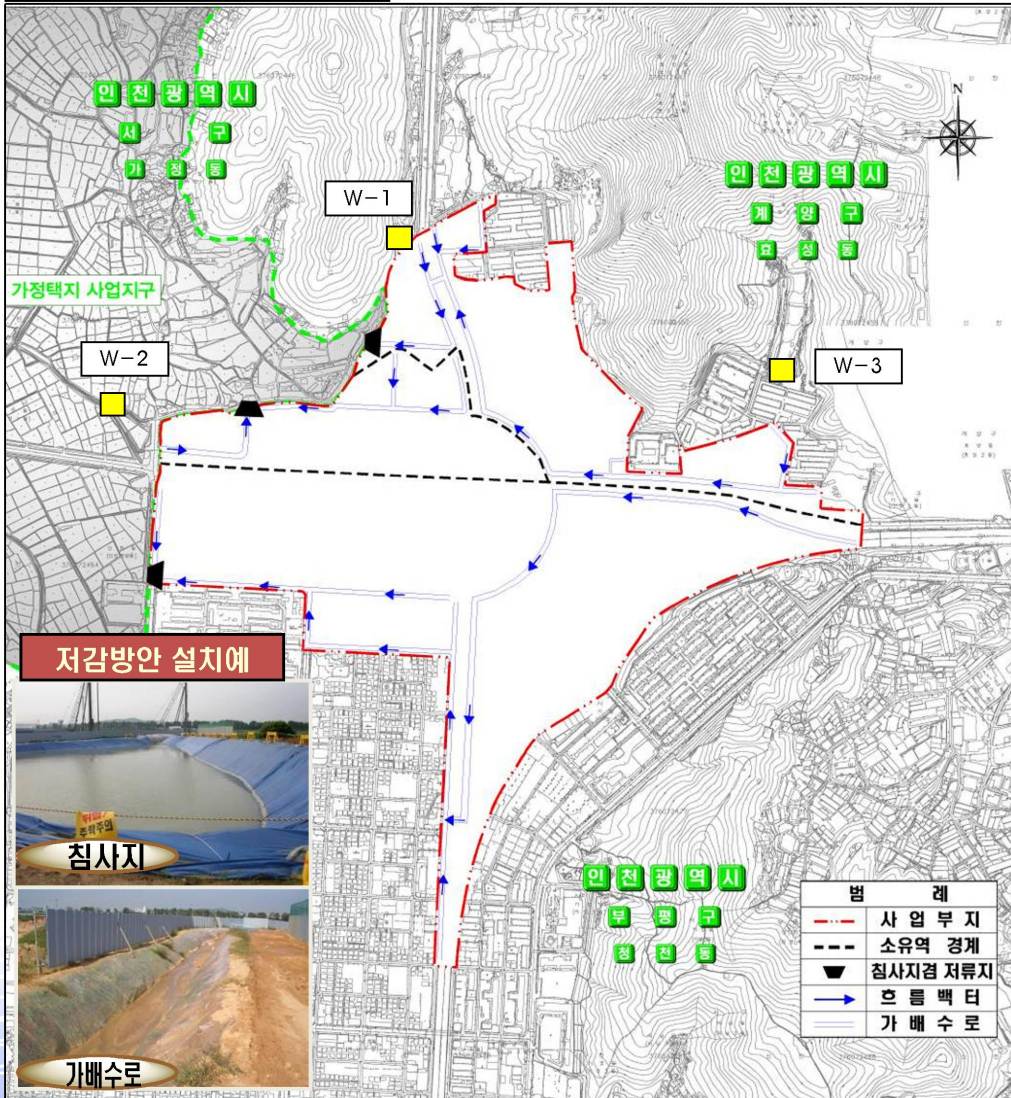 인천광역시
서 구
가 정 동
인천광역시
계 양 구
효 성 동
N
W-1
가정택지 사업지구
W-2
W-3
저감방안 설치예
추락주의
침사지
가배수로
인천광역시
부 평 구
청 천 동
범 례
사 업 부 지
소유역 경계
침사지겸 저류지
흐 름 백 터
가 배 수 로